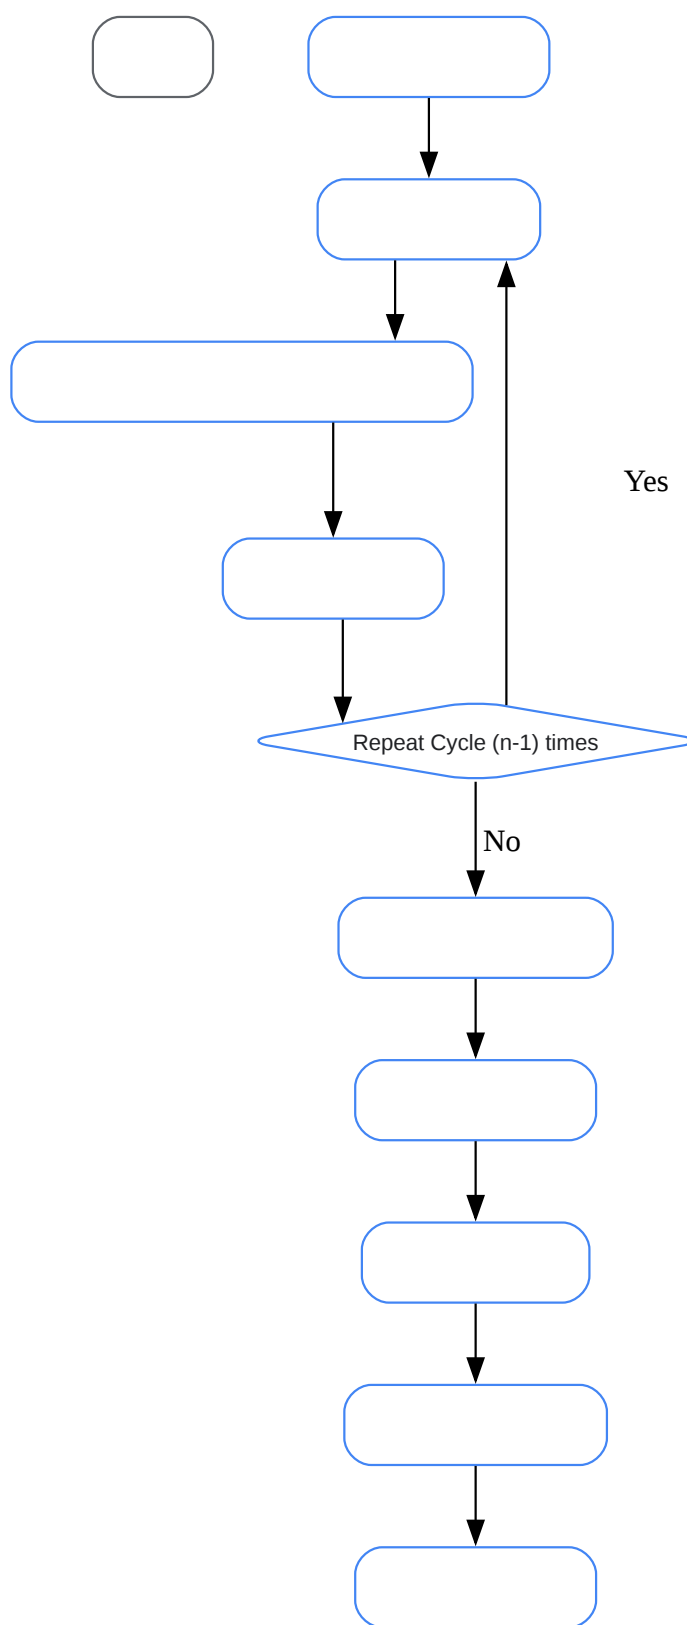 Yes
Repeat Cycle (n-1) times
No